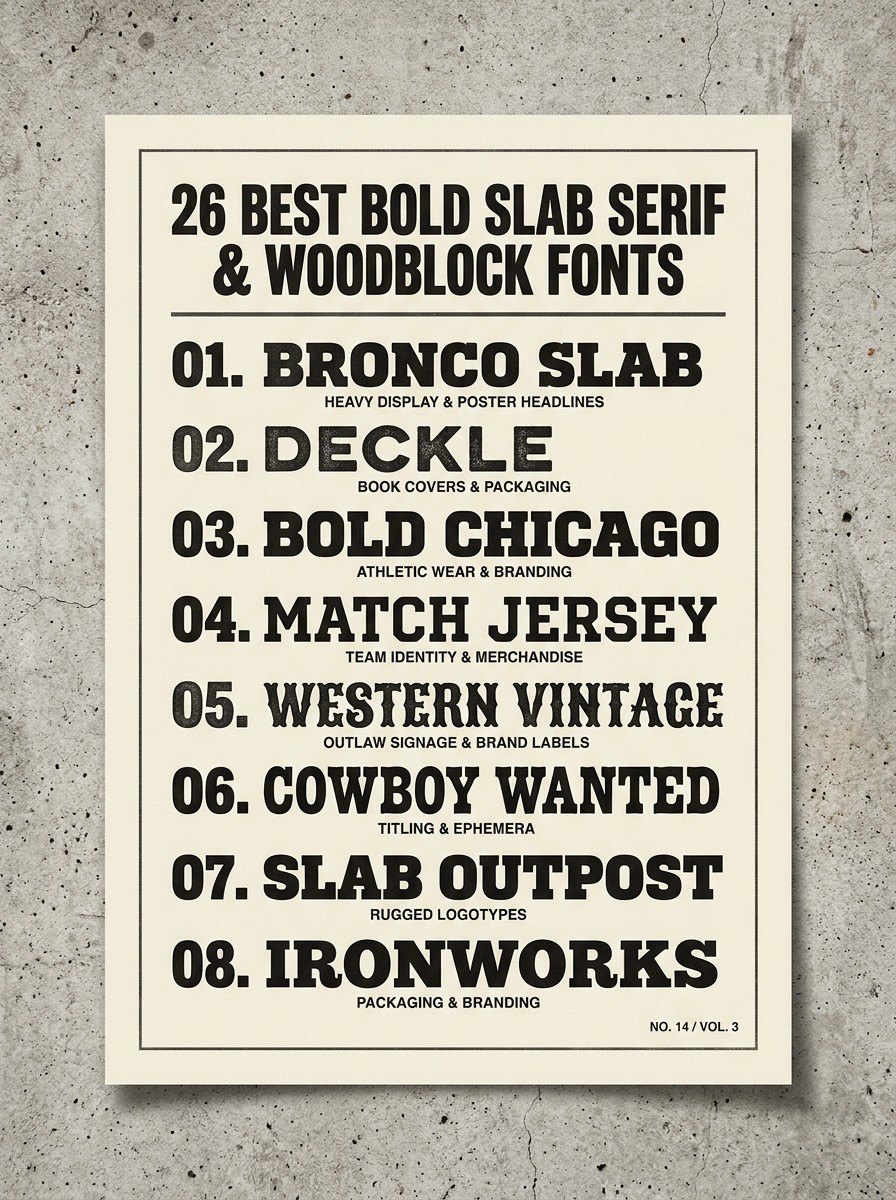 26 BEST BOLD SLAB SERIF
& WOODBLOCK FONTS
01. BRONCO SLAB
HEAVY DISPLAY & POSTER HEADLINES
02. DECKLE
BOOK COVERS & PACKAGING
03. BOLD CHICAGO
ATHLETIC WEAR & BRANDING
04. MATCH JERSEY
TEAM IDENTITY & MERCHANDISE
05. WESTERN VINTAGE
OUTLAW SIGNAGE & BRAND LABELS
06. COWBOY WANTED
TITLING & EPHEMERA
07. SLAB OUTPOST
RUGGED LOGOTYPES
08. IRONWORKS
PACKAGING & BRANDING
NO. 14 / VOL. 3